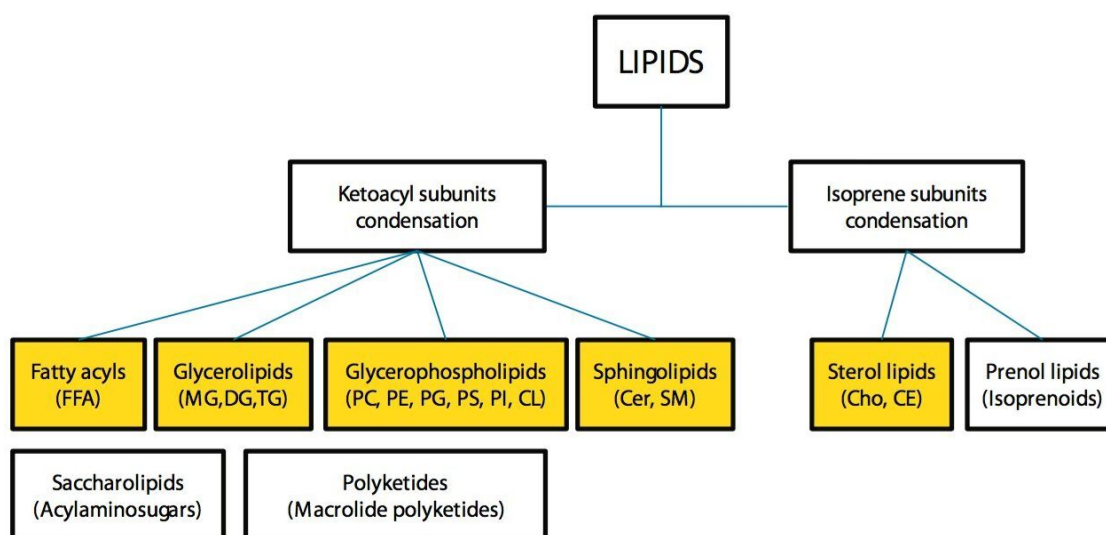 LIPIDS
Ketoacyl subunits
condensation
Isoprene subunits
condensation
Fatty acyls
(FFA)
Glycerolipids
(MG,DG,TG)
Glycerophospholipids
(PC, PE, PG, PS, PI, CL)
Sphingolipids
(Cer, SM)
Sterol lipids
(Cho, CE)
Prenol lipids
(Isoprenoids)
Saccharolipids
(Acylaminosugars)
Polyketides
(Macrolide polyketides)